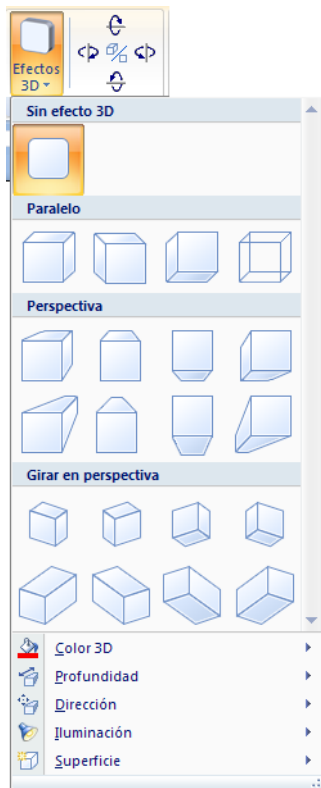 Efectos
3D
Sin efecto 3D
Paralelo
Perspectiva
Girar en perspectiva
Color 3D
Profundidad
Dirección
Iluminación
Superficie